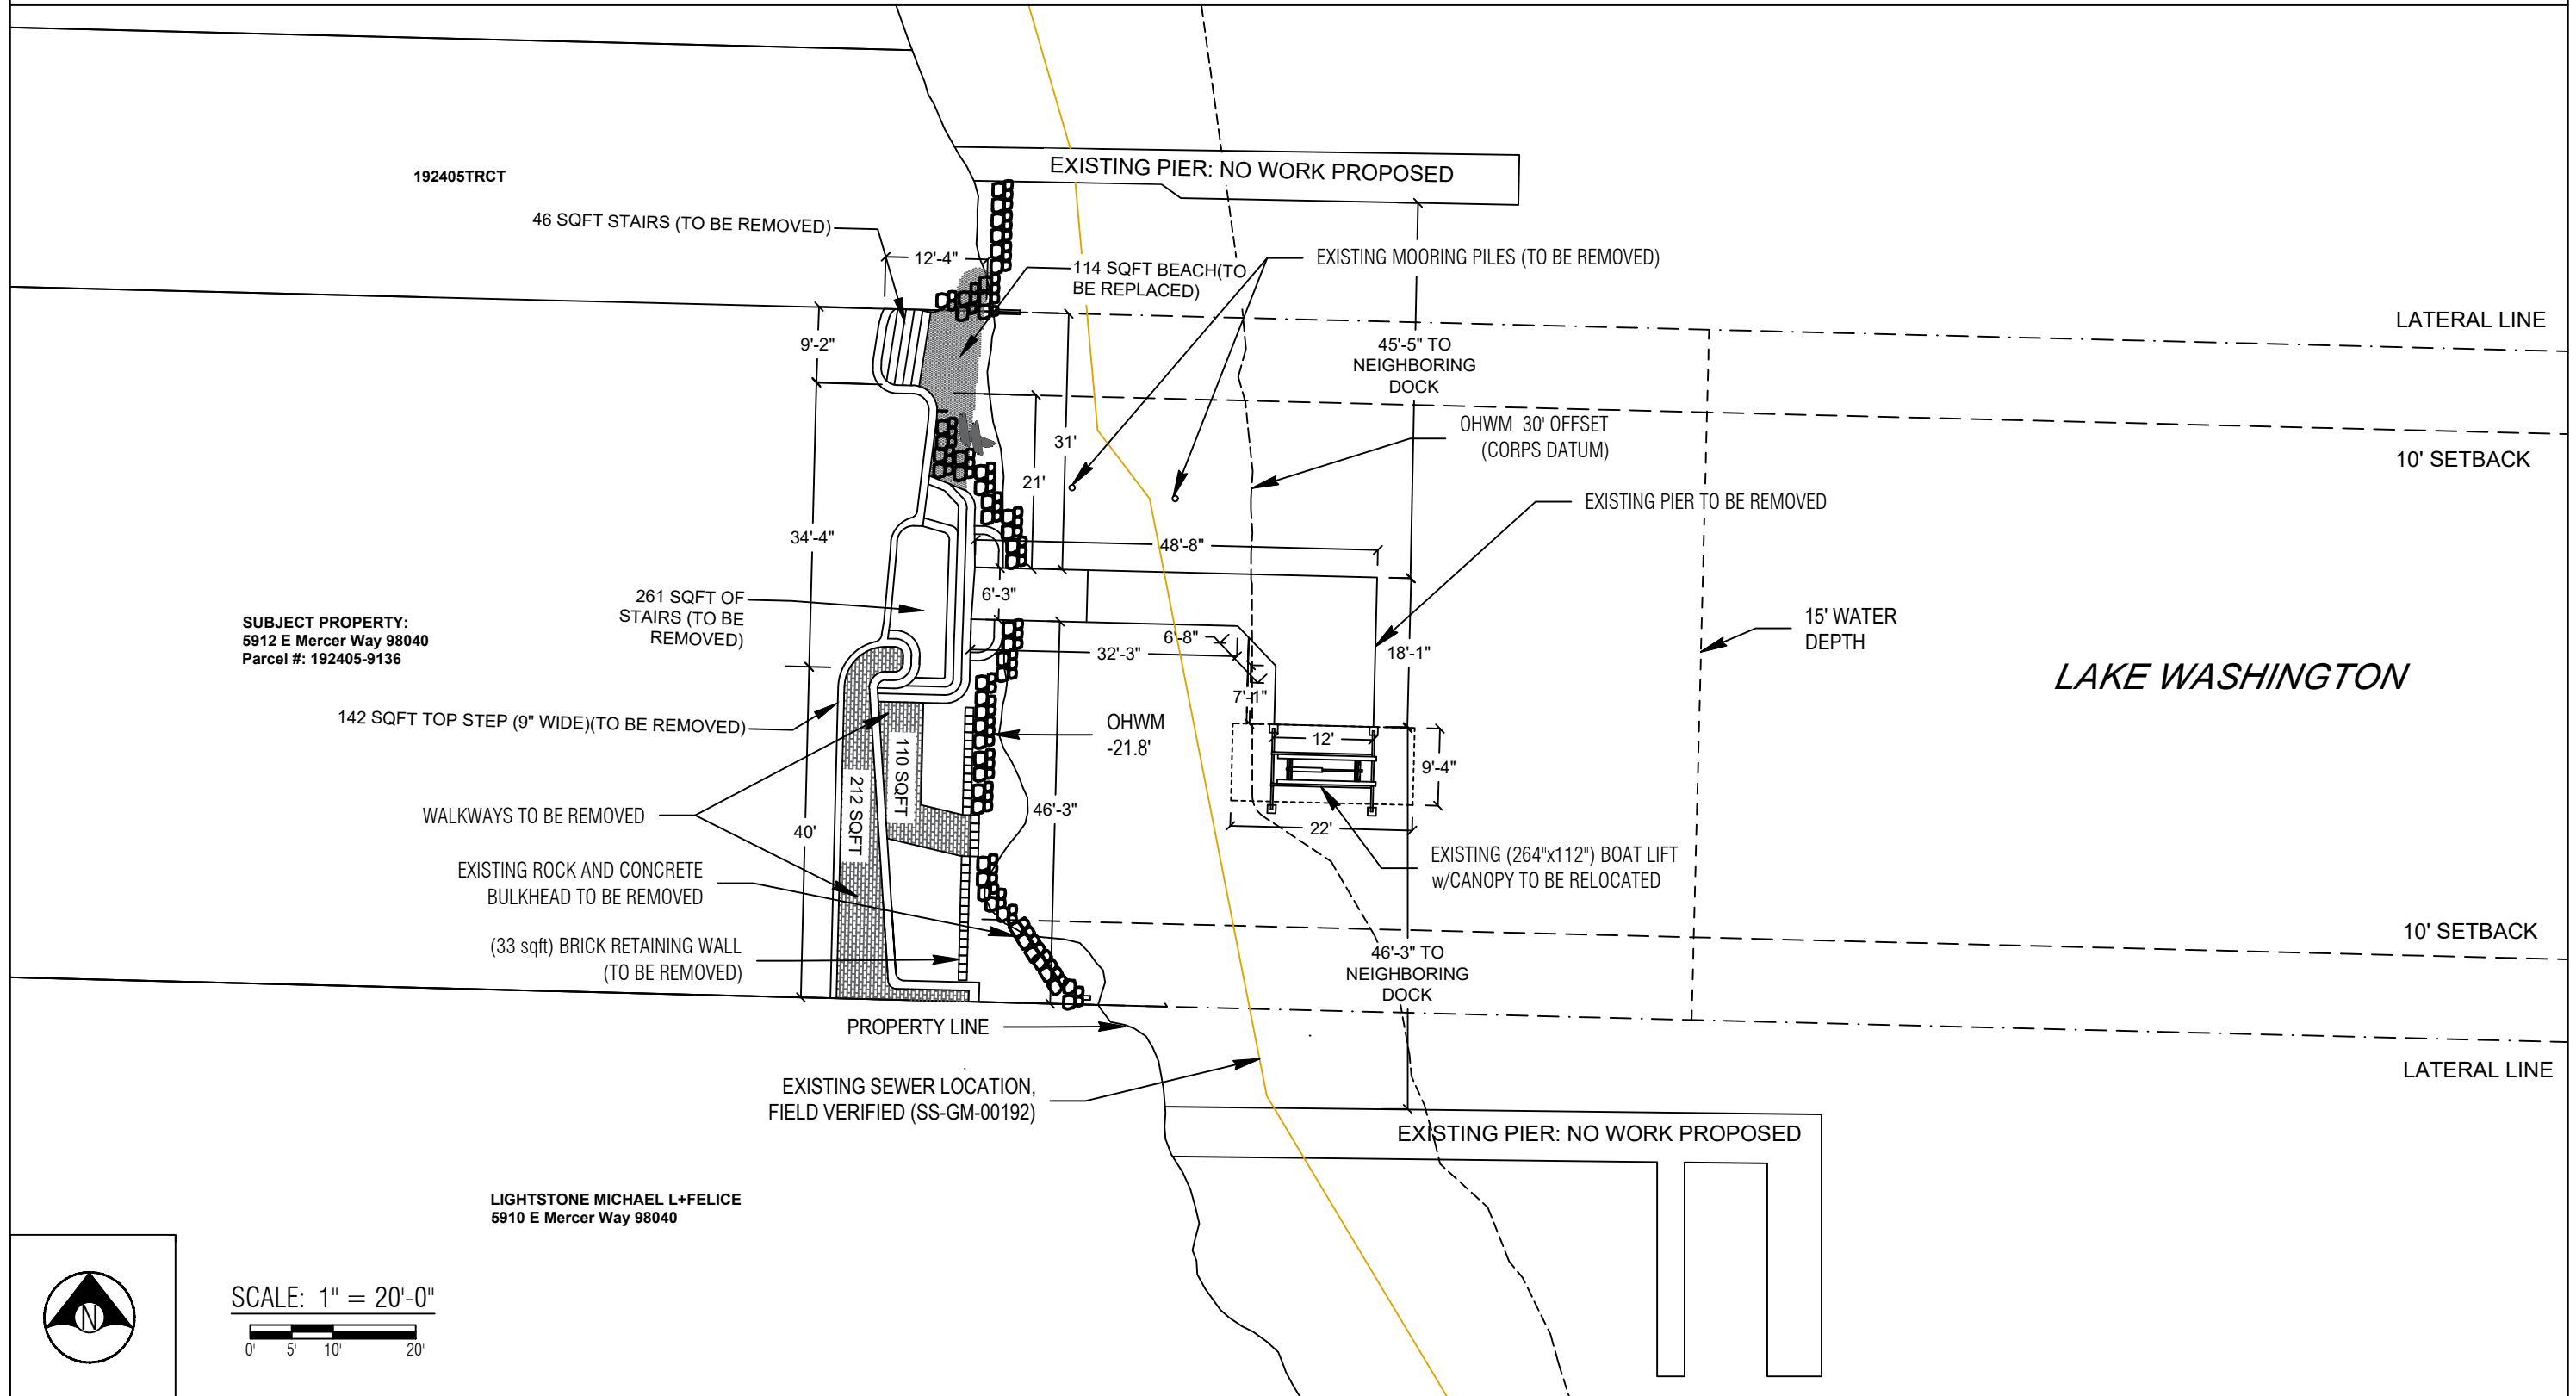 192405TRCT
EXISTING PIER: NO WORK PROPOSED
46 SQFT STAIRS (TO BE REMOVED)
12'-4"
114 SQFT BEACH(TO
BE REPLACED)
EXISTING MOORING PILES (TO BE REMOVED)
LATERAL LINE
9'-2"
45'-5" TO
NEIGHBORING
DOCK
31'
21'
OHWM 30' OFFSET
(CORPS DATUM)
10' SETBACK
EXISTING PIER TO BE REMOVED
34'-4"
48'-8"
261 SQFT OF
STAIRS (TO BE
REMOVED)
6'-3"
SUBJECT PROPERTY:
5912 E Mercer Way 98040
Parcel #: 192405-9136
6'-8"
32'-3"
18'-1"
15' WATER
DEPTH
LAKE WASHINGTON
7'-1"
142 SQFT TOP STEP (9" WIDE)(TO BE REMOVED)
OHWM
-21.8'
110 SQFT
212 SQFT
12'
9'-4"
WALKWAYS TO BE REMOVED
46'-3"
40'
22'
EXISTING ROCK AND CONCRETE
BULKHEAD TO BE REMOVED
EXISTING (264"x112") BOAT LIFT
w/CANOPY TO BE RELOCATED
(33 sqft) BRICK RETAINING WALL
(TO BE REMOVED)
10' SETBACK
46'-3" TO
NEIGHBORING
DOCK
PROPERTY LINE
LATERAL LINE
EXISTING SEWER LOCATION,
FIELD VERIFIED (SS-GM-00192)
EXISTING PIER: NO WORK PROPOSED
LIGHTSTONE MICHAEL L+FELICE
5910 E Mercer Way 98040
N
SCALE: 1" = 20'-0"
0' 5' 10' 20'